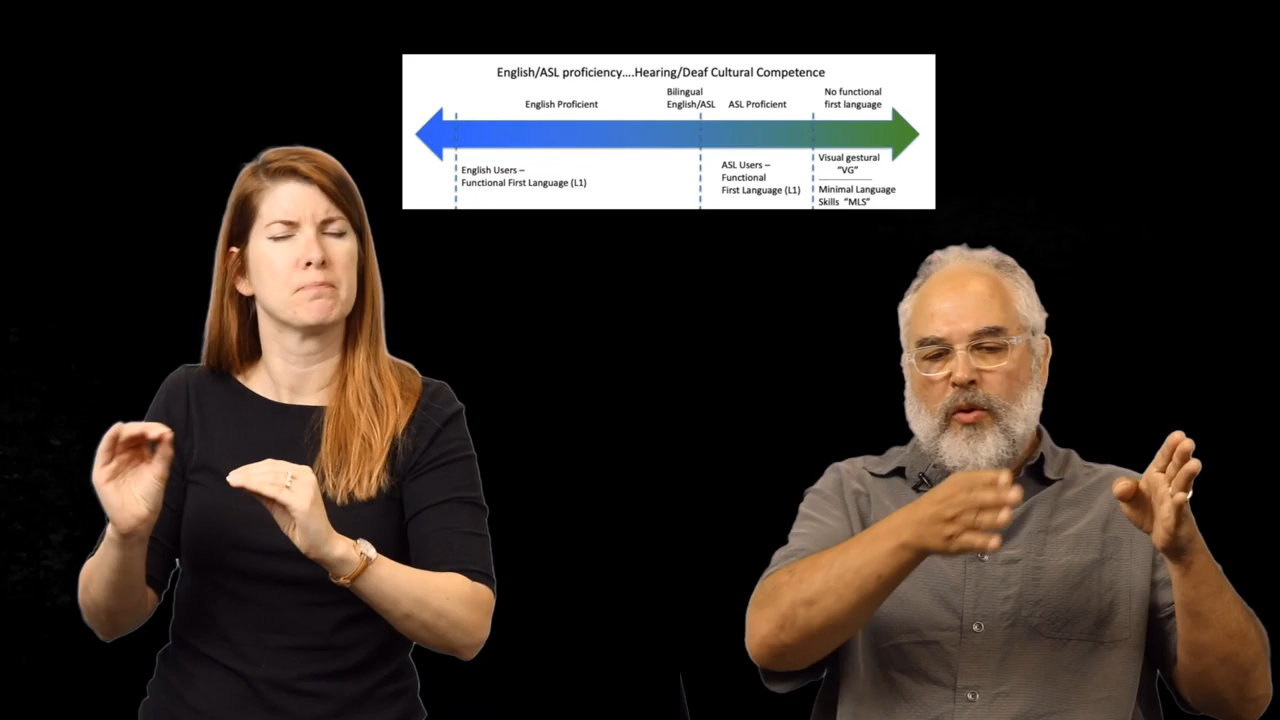 English/ASL proficiency....Hearing/Deaf Cultural Competence
English Proficient
Bilingual
English/ASL
ASL Proficient
No functional
first language
English Users –
Functional First Language (L1)
ASL Users –
Functional
First Language (L1)
Visual gestural
"VG"
Minimal Language
Skills "MLS"